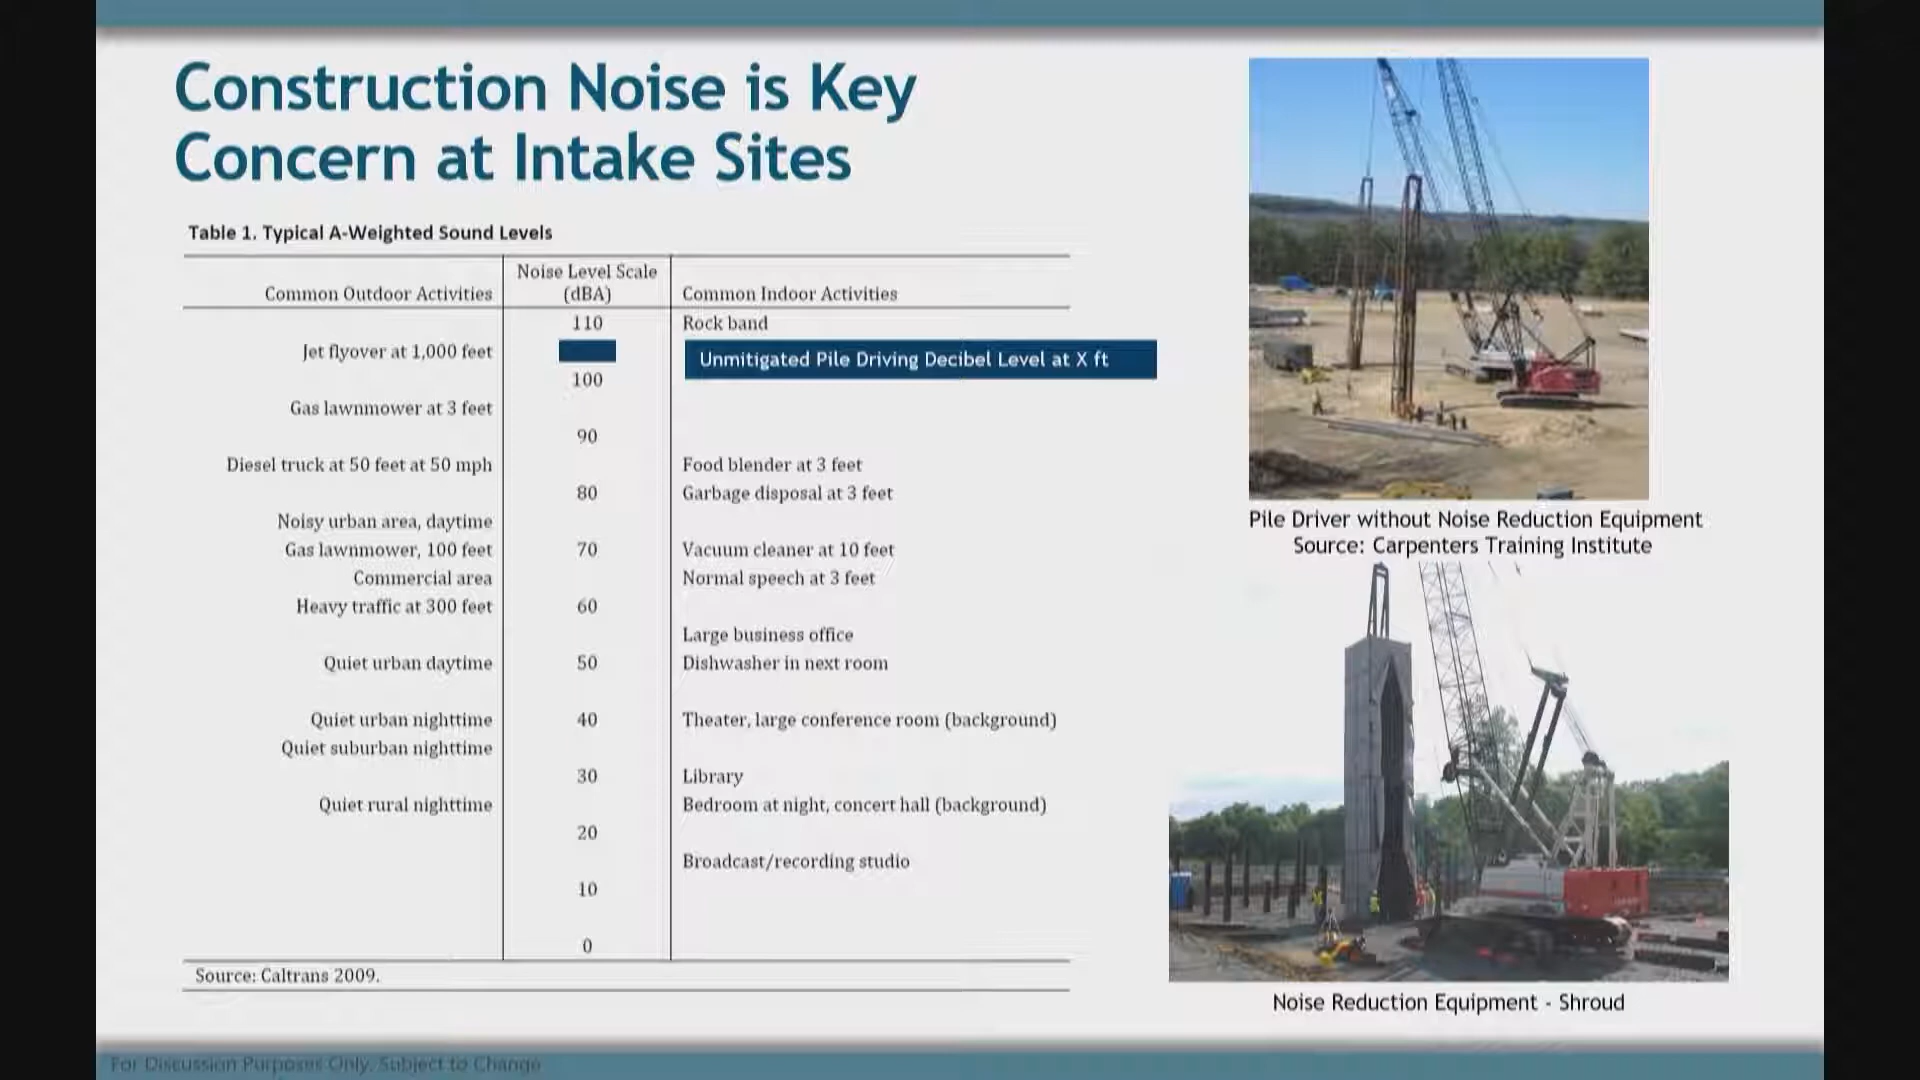 Construction Noise is Key
Concern at Intake Sites
Table 1. Typical A-Weighted Sound Levels
Common Outdoor Activities
Noise Level Scale
(dBA)
Common Indoor Activities
110 Rock band
Jet flyover at 1,000 feet
Unmitigated Pile Driving Decibel Level at X ft
100
Gas lawnmower at 3 feet
90
Diesel truck at 50 feet at 50 mph Food blender at 3 feet
80 Garbage disposal at 3 feet
Noisy urban area, daytime
Gas lawnmower, 100 feet 70 Vacuum cleaner at 10 feet
Commercial area Normal speech at 3 feet
Heavy traffic at 300 feet 60
Large business office
Quiet urban daytime 50 Dishwasher in next room
Quiet urban nighttime 40 Theater, large conference room (background)
Quiet suburban nighttime
30 Library
Quiet rural nighttime Bedroom at night, concert hall (background)
20
Broadcast/recording studio
10
0
Source: Caltrans 2009.
Pile Driver without Noise Reduction Equipment
Source: Carpenters Training Institute
Noise Reduction Equipment - Shroud
For Discussion Purposes Only, Subject to Change